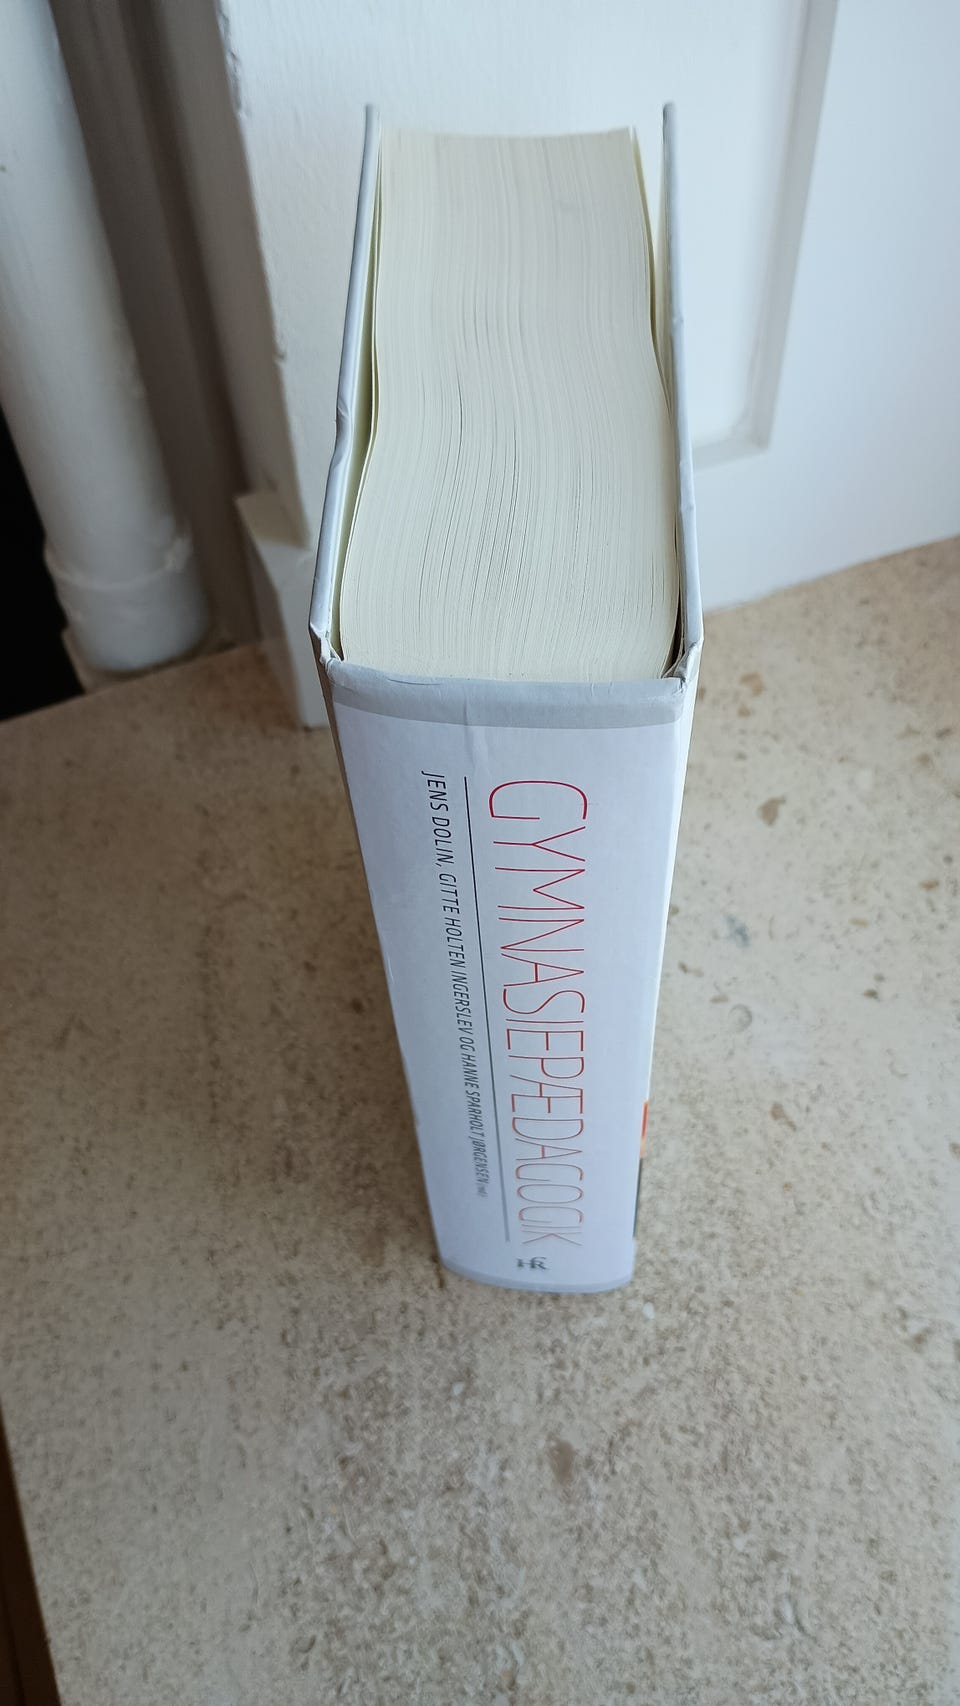 GYMNASIEPÆDAGOGIK
JENS DOLIN, GITTE HOLTEN INGERSLEV OG HANNE SPARHOLT JØRGENSEN (RED.)
HR